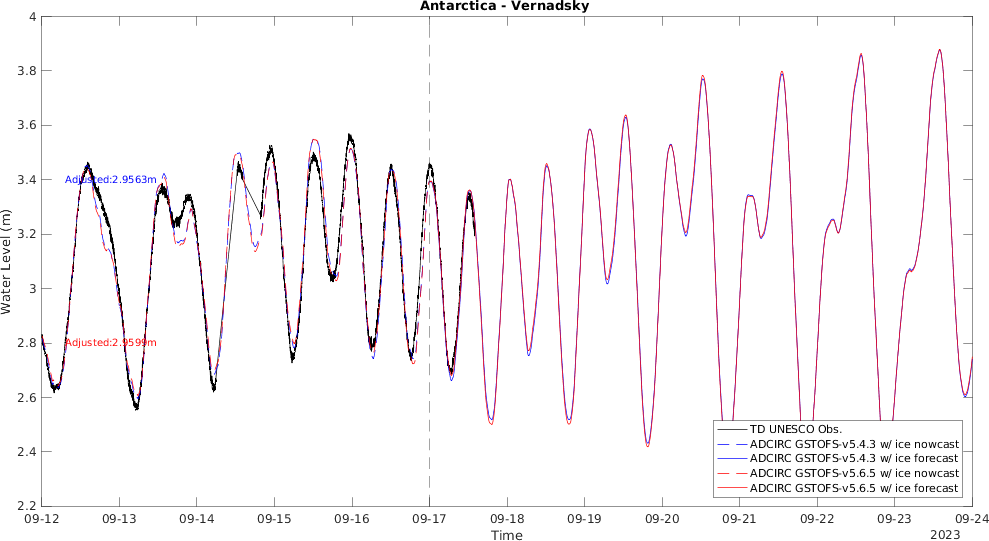 Antarctica - Vernadsky
Water Level (m)
4
3.8
3.6
3.4
3.2
3
2.8
2.6
2.4
2.2
Adjusted:2.9563m
Adjusted:2.9599m
TD UNESCO Obs.
ADCIRC GSTOFS-v5.4.3 w/ ice nowcast
ADCIRC GSTOFS-v5.4.3 w/ ice forecast
ADCIRC GSTOFS-v5.6.5 w/ ice nowcast
ADCIRC GSTOFS-v5.6.5 w/ ice forecast
09-12 09-13 09-14 09-15 09-16 09-17 09-18 09-19 09-20 09-21 09-22 09-23 09-24
Time
2023